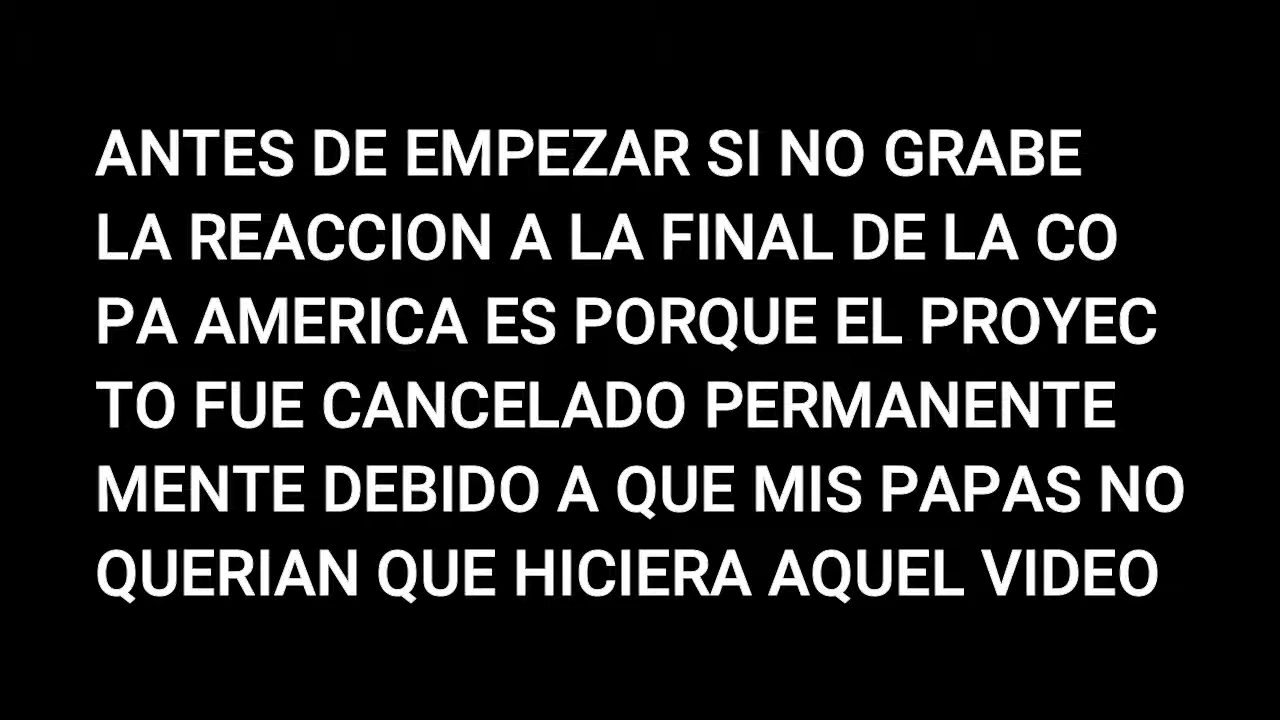 ANTES DE EMPEZAR SI NO GRABE
LA REACCION A LA FINAL DE LA CO
PA AMERICA ES PORQUE EL PROYEC
TO FUE CANCELADO PERMANENTE
MENTE DEBIDO A QUE MIS PAPAS NO
QUERIAN QUE HICIERA AQUEL VIDEO